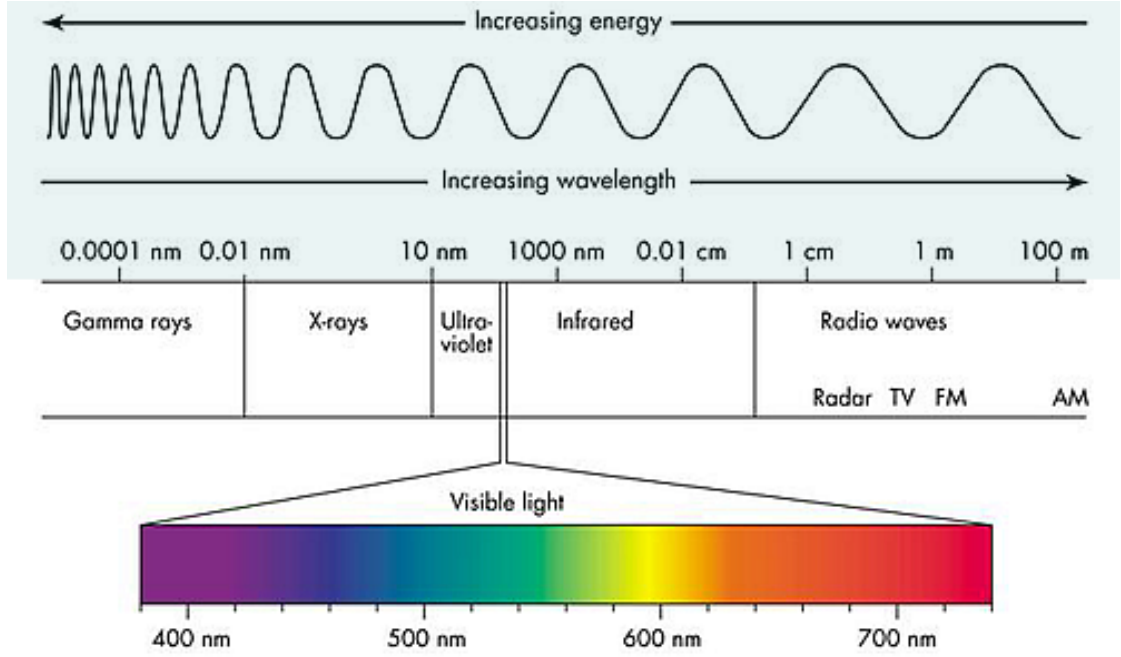 Increasing energy
Increasing wavelength
0.0001 nm 0.01 nm 10 nm 1000 nm 0.01 cm 1 cm 1 m 100 m
Gamma rays X-rays Ultra- Infrared Radio waves
violet
Radar TV FM AM
Visible light
400 nm 500 nm 600 nm 700 nm